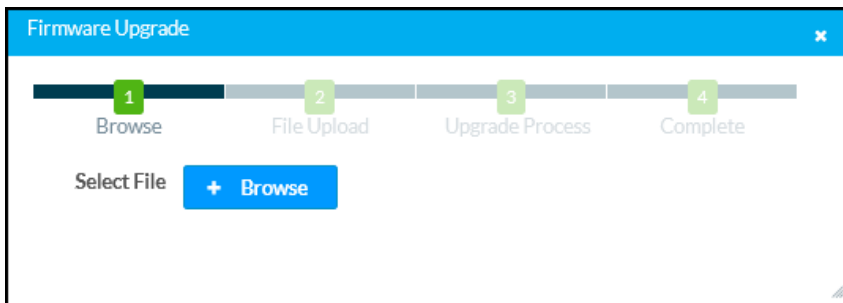 Firmware Upgrade
1 2 3 4
Browse File Upload Upgrade Process Complete
Select File + Browse